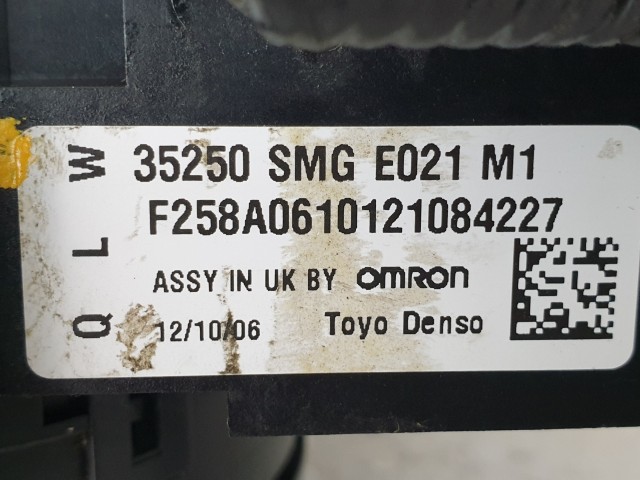 35250 SMG E021 M1
F258A0610121084227
ASSY IN UK BY OMRON
12/10/06 Toyo Denso
Q L W